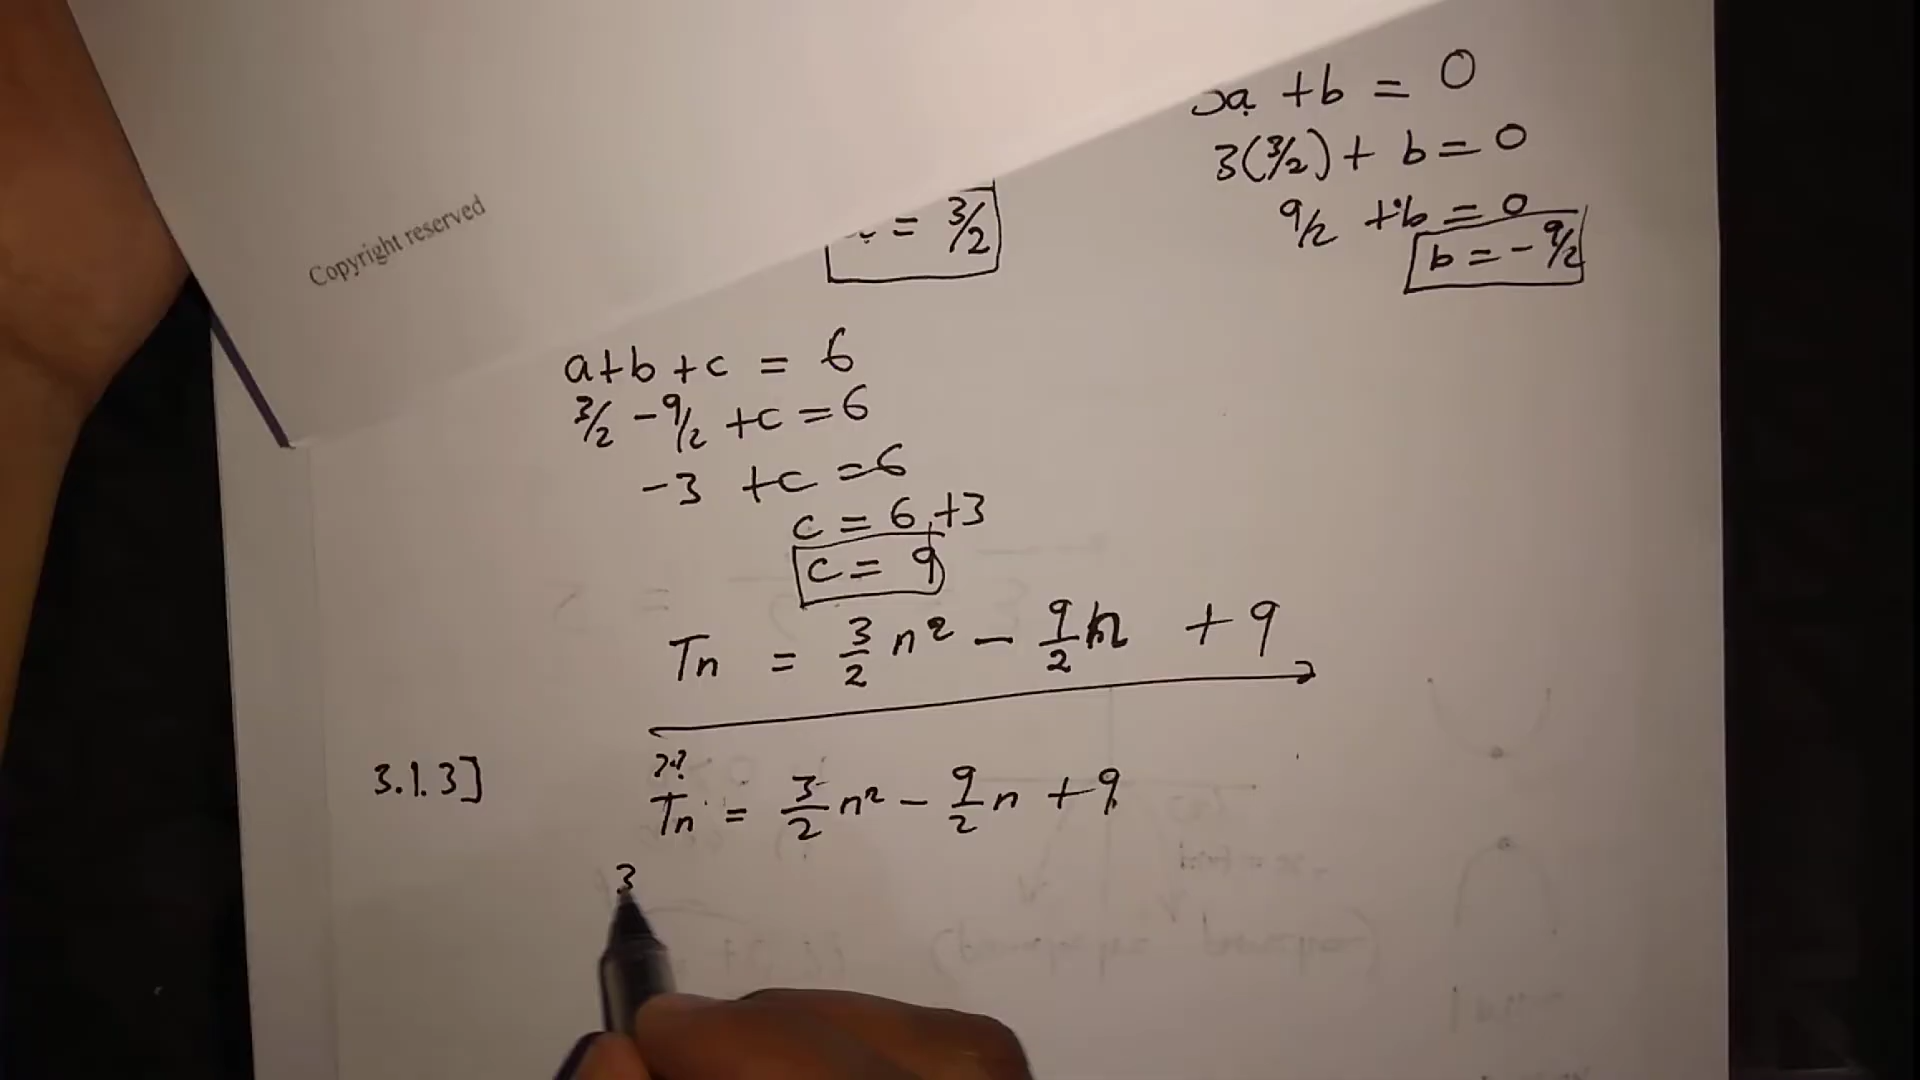 Copyright reserved
3a + b = 0
3(3/2) + b = 0
9/2 + b = 0
= 3/2
b = - 9/2
a + b + c = 6
3/2 - 9/2 + c = 6
-3 + c = 6
c = 6 + 3
c = 9
Tn = 3/2 n² - 9/2 n + 9
3.1.3]
??
Tn = 3/2 n² - 9/2 n + 9
3